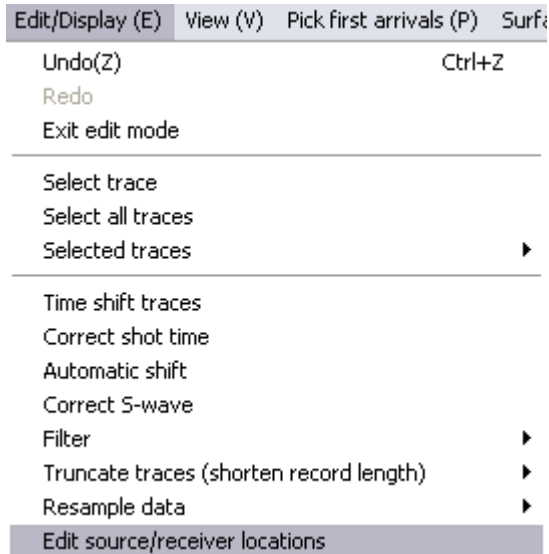 Edit/Display (E) View (V) Pick first arrivals (P) Surfa
Undo(Z) Ctrl+Z
Redo
Exit edit mode
Select trace
Select all traces
Selected traces
Time shift traces
Correct shot time
Automatic shift
Correct S-wave
Filter
Truncate traces (shorten record length)
Resample data
Edit source/receiver locations